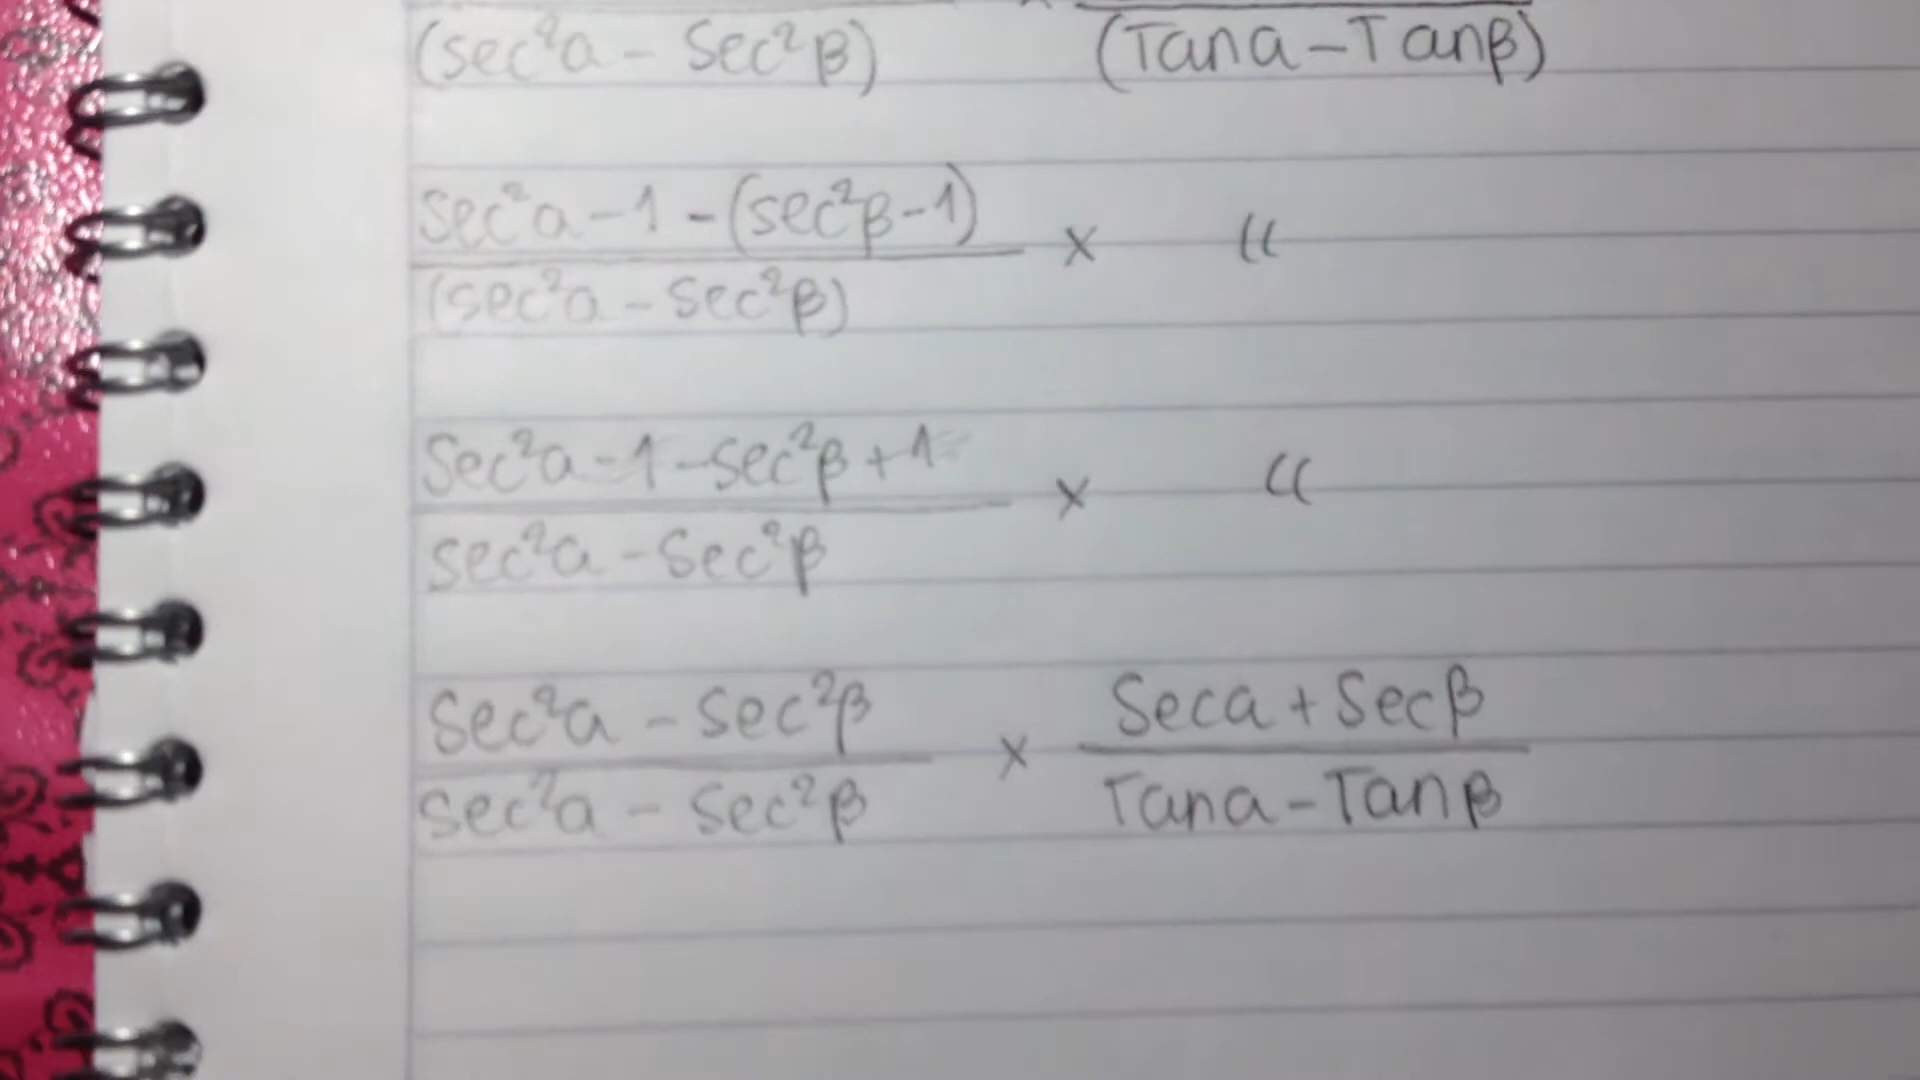 (sec²a - Sec²β) (Tana - Tanβ)
sec²a - 1 - (sec²β - 1)
x "
(sec²a - Sec²β)
Sec²a - 1 - sec²β + 1
x "
sec²a - Sec²β
Sec²a - sec²β Seca + Secβ
x
sec²a - Sec²β Tana - Tanβ